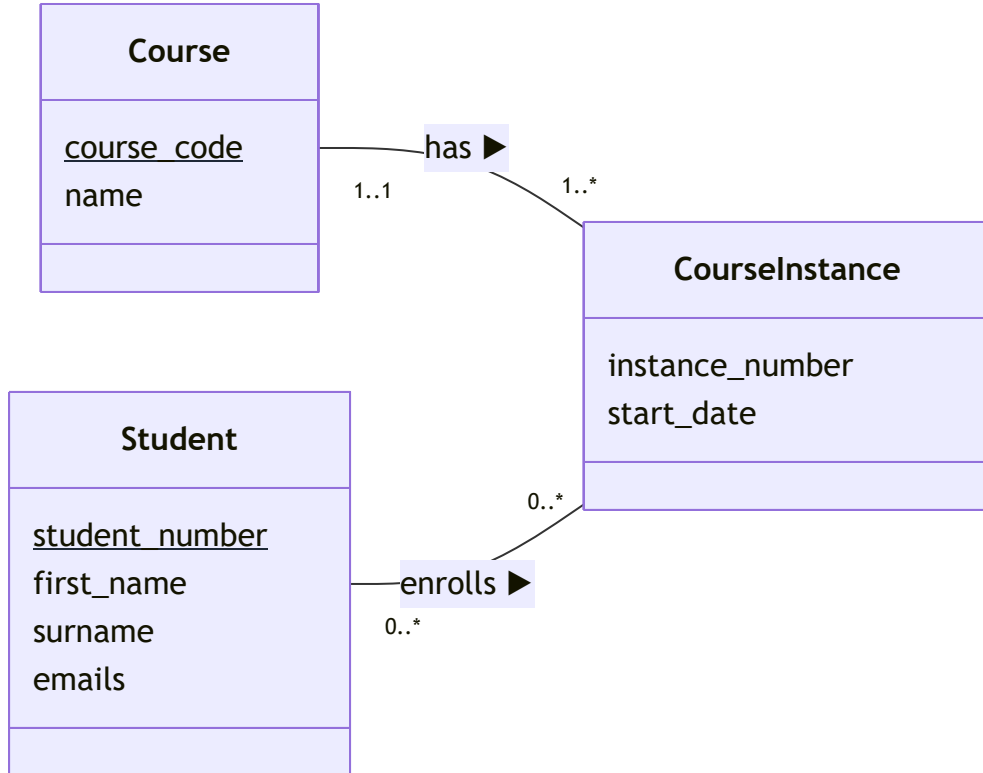 Course
course_code
name
has ▶
1..1
1..*
CourseInstance
instance_number
start_date
Student
student_number
first_name
surname
emails
0..*
enrolls ▶
0..*